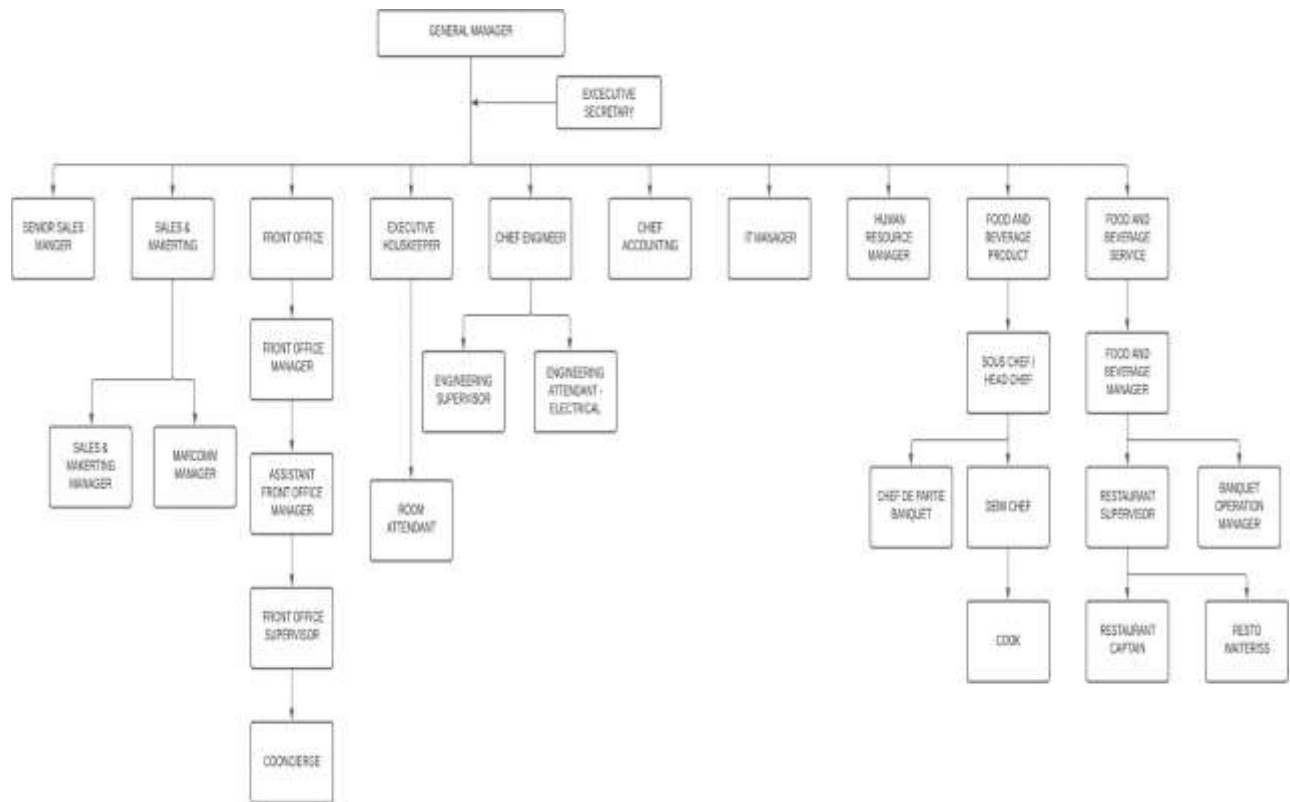 GENERAL MANAGER
EXCECUTIVE
SECRETARY
SENIOR SALES
MANGER
SALES &
MAKERTING
FRONT OFFICE
EXECUTIVE
HOUSKEEPER
CHIEF ENGINEER
CHIEF
ACCOUNTING
IT MANAGER
HUMAN
RESOURCE
MANAGER
FOOD AND
BEVERAGE
PRODUCT
FOOD AND
BEVERAGE
SERVICE
FRONT OFFICE
MANAGER
ENGINEERING
SUPERVISOR
ENGINEERING
ATTENDANT -
ELECTRICAL
SOUS CHEF /
HEAD CHEF
FOOD AND
BEVERAGE
MANAGER
SALES &
MAKERTING
MANAGER
MARCOMM
MANAGER
ASSISTANT
FRONT OFFICE
MANAGER
ROOM
ATTENDANT
CHEF DE PARTIE
BANQUET
DEMI CHEF
RESTAURANT
SUPERVISOR
BANQUET
OPERATION
MANAGER
FRONT OFFICE
SUPERVISOR
COOK
RESTAURANT
CAPTAIN
RESTO
WAITERISS
COONCIERGE